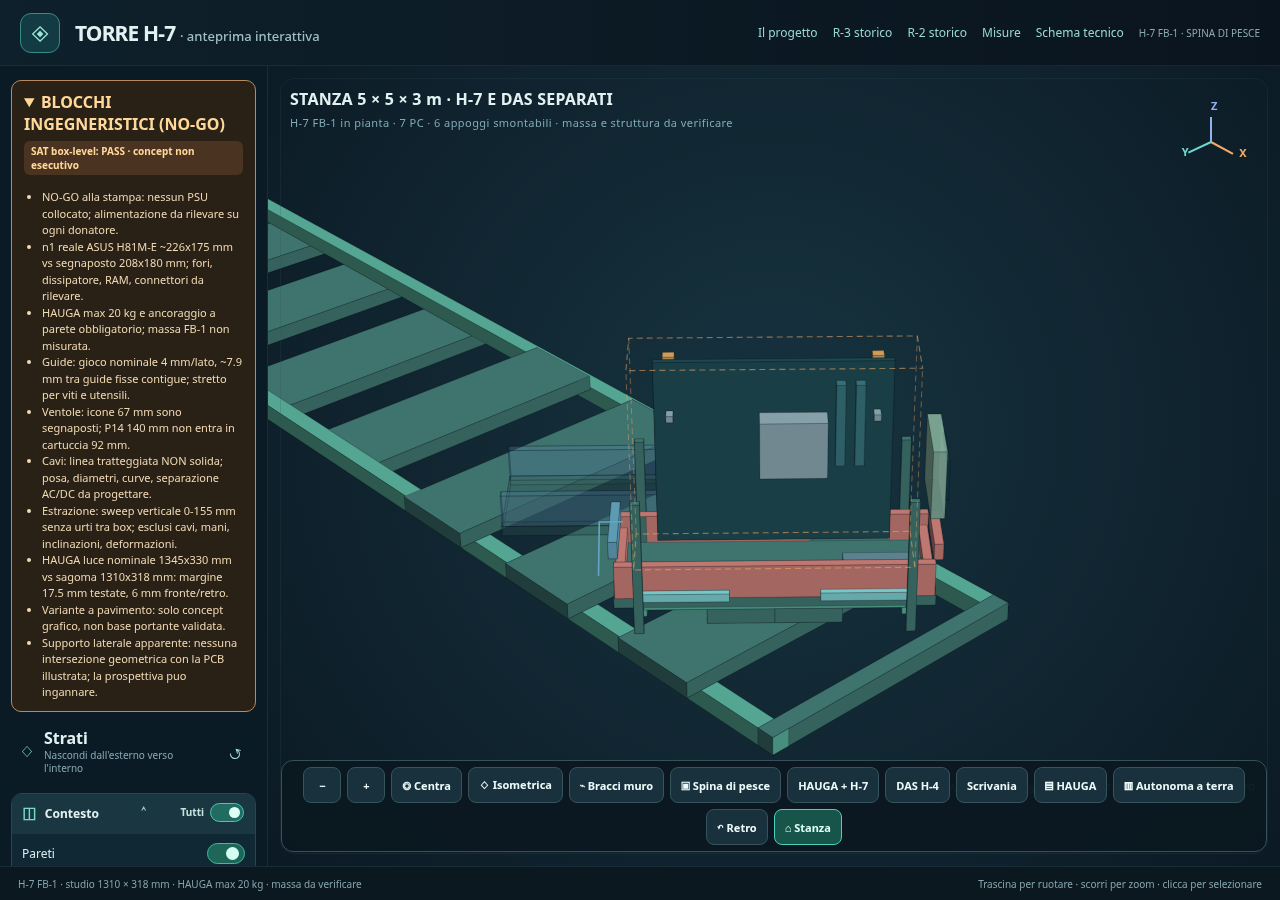 TORRE H-7 · anteprima interattiva
Il progetto R-3 storico R-2 storico Misure Schema tecnico H-7 FB-1 · SPINA DI PESCE
▼ BLOCCHI
INGEGNERISTICI (NO-GO)
SAT box-level: PASS · concept non
esecutivo
• NO-GO alla stampa: nessun PSU
collocato; alimentazione da rilevare su
ogni donatore.
• n1 reale ASUS H81M-E ~226x175 mm
vs segnaposto 208x180 mm; fori,
dissipatore, RAM, connettori da
rilevare.
• HAUGA max 20 kg e ancoraggio a
parete obbligatorio; massa FB-1 non
misurata.
• Guide: gioco nominale 4 mm/lato, ~7.9
mm tra guide fisse contigue; stretto
per viti e utensili.
• Ventole: icone 67 mm sono
segnaposti; P14 140 mm non entra in
cartuccia 92 mm.
• Cavi: linea tratteggiata NON solida;
posa, diametri, curve, separazione
AC/DC da progettare.
• Estrazione: sweep verticale 0-155 mm
senza urti tra box; esclusi cavi, mani,
inclinazioni, deformazioni.
• HAUGA luce nominale 1345x330 mm
vs sagoma 1310x318 mm: margine
17.5 mm testate, 6 mm fronte/retro.
• Variante a pavimento: solo concept
grafico, non base portante validata.
• Supporto laterale apparente: nessuna
intersezione geometrica con la PCB
illustrata; la prospettiva puo
ingannare.
Strati
Nascondi dall'esterno verso
l'interno
Contesto
Tutti
Pareti
STANZA 5 × 5 × 3 m · H-7 E DAS SEPARATI
H-7 FB-1 in pianta · 7 PC · 6 appoggi smontabili · massa e struttura da verificare
Z
Y
X
− + Centra Isometrica Bracci muro Spina di pesce HAUGA + H-7 DAS H-4 Scrivania HAUGA Autonoma a terra
Retro Stanza
H-7 FB-1 · studio 1310 × 318 mm · HAUGA max 20 kg · massa da verificare
Trascina per ruotare · scorri per zoom · clicca per selezionare